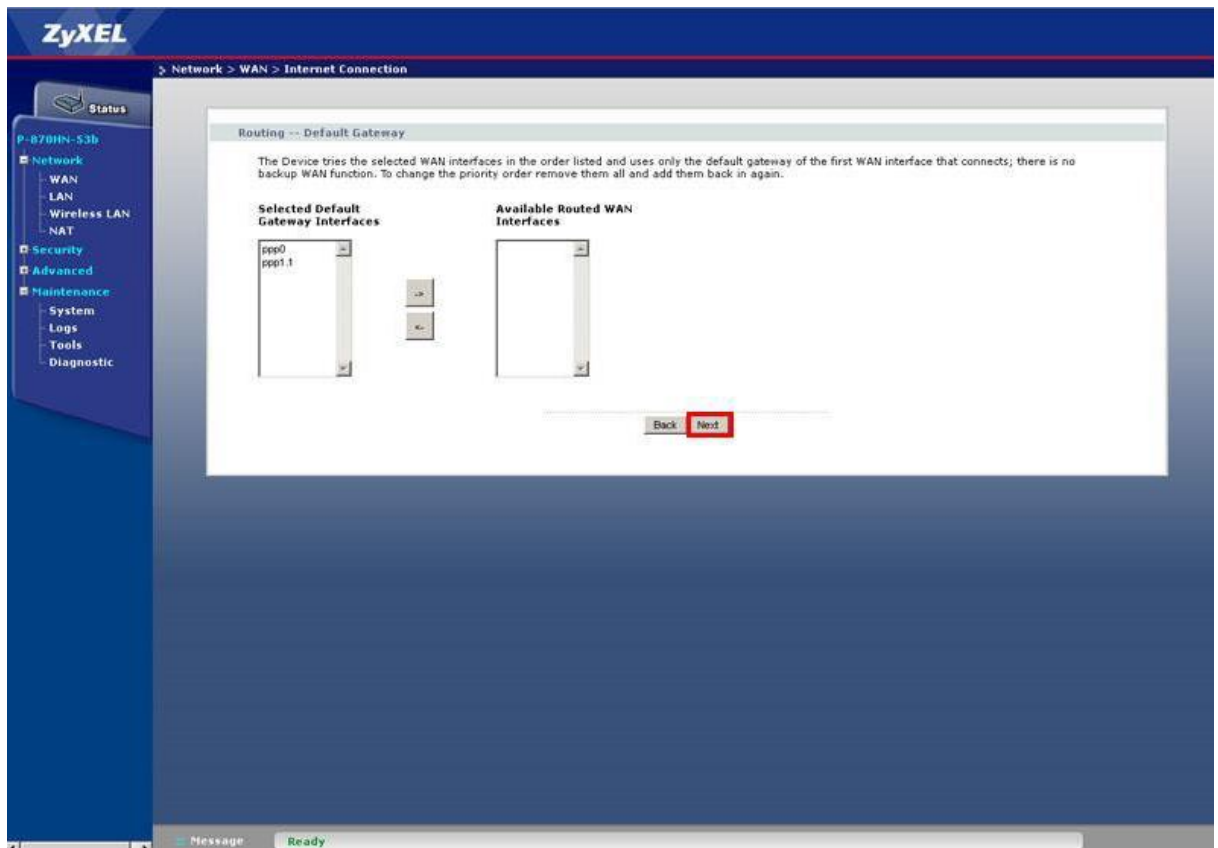 ZyXEL
Network > WAN > Internet Connection
Status
P-870HN-53b
Network
WAN
LAN
Wireless LAN
NAT
Security
Advanced
Maintenance
System
Logs
Tools
Diagnostic
Routing -- Default Gateway
The Device tries the selected WAN interfaces in the order listed and uses only the default gateway of the first WAN interface that connects; there is no
backup WAN function. To change the priority order remove them all and add them back in again.
Selected Default
Gateway Interfaces
Available Routed WAN
Interfaces
ppp0
ppp1.1
->
<-
Back Next
Message Ready